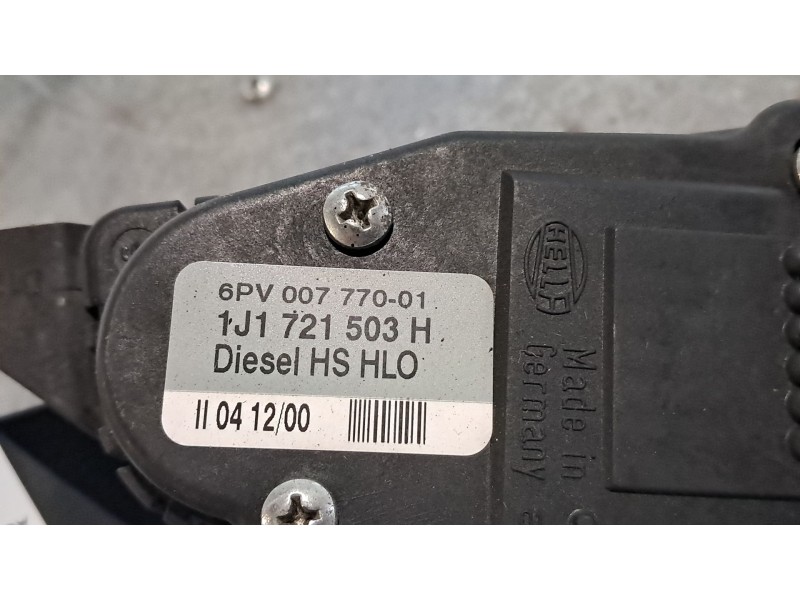 6PV 007 770-01
1J1 721 503 H
Diesel HS HLO
II 04 12/00
HELLA
Made in
Germany